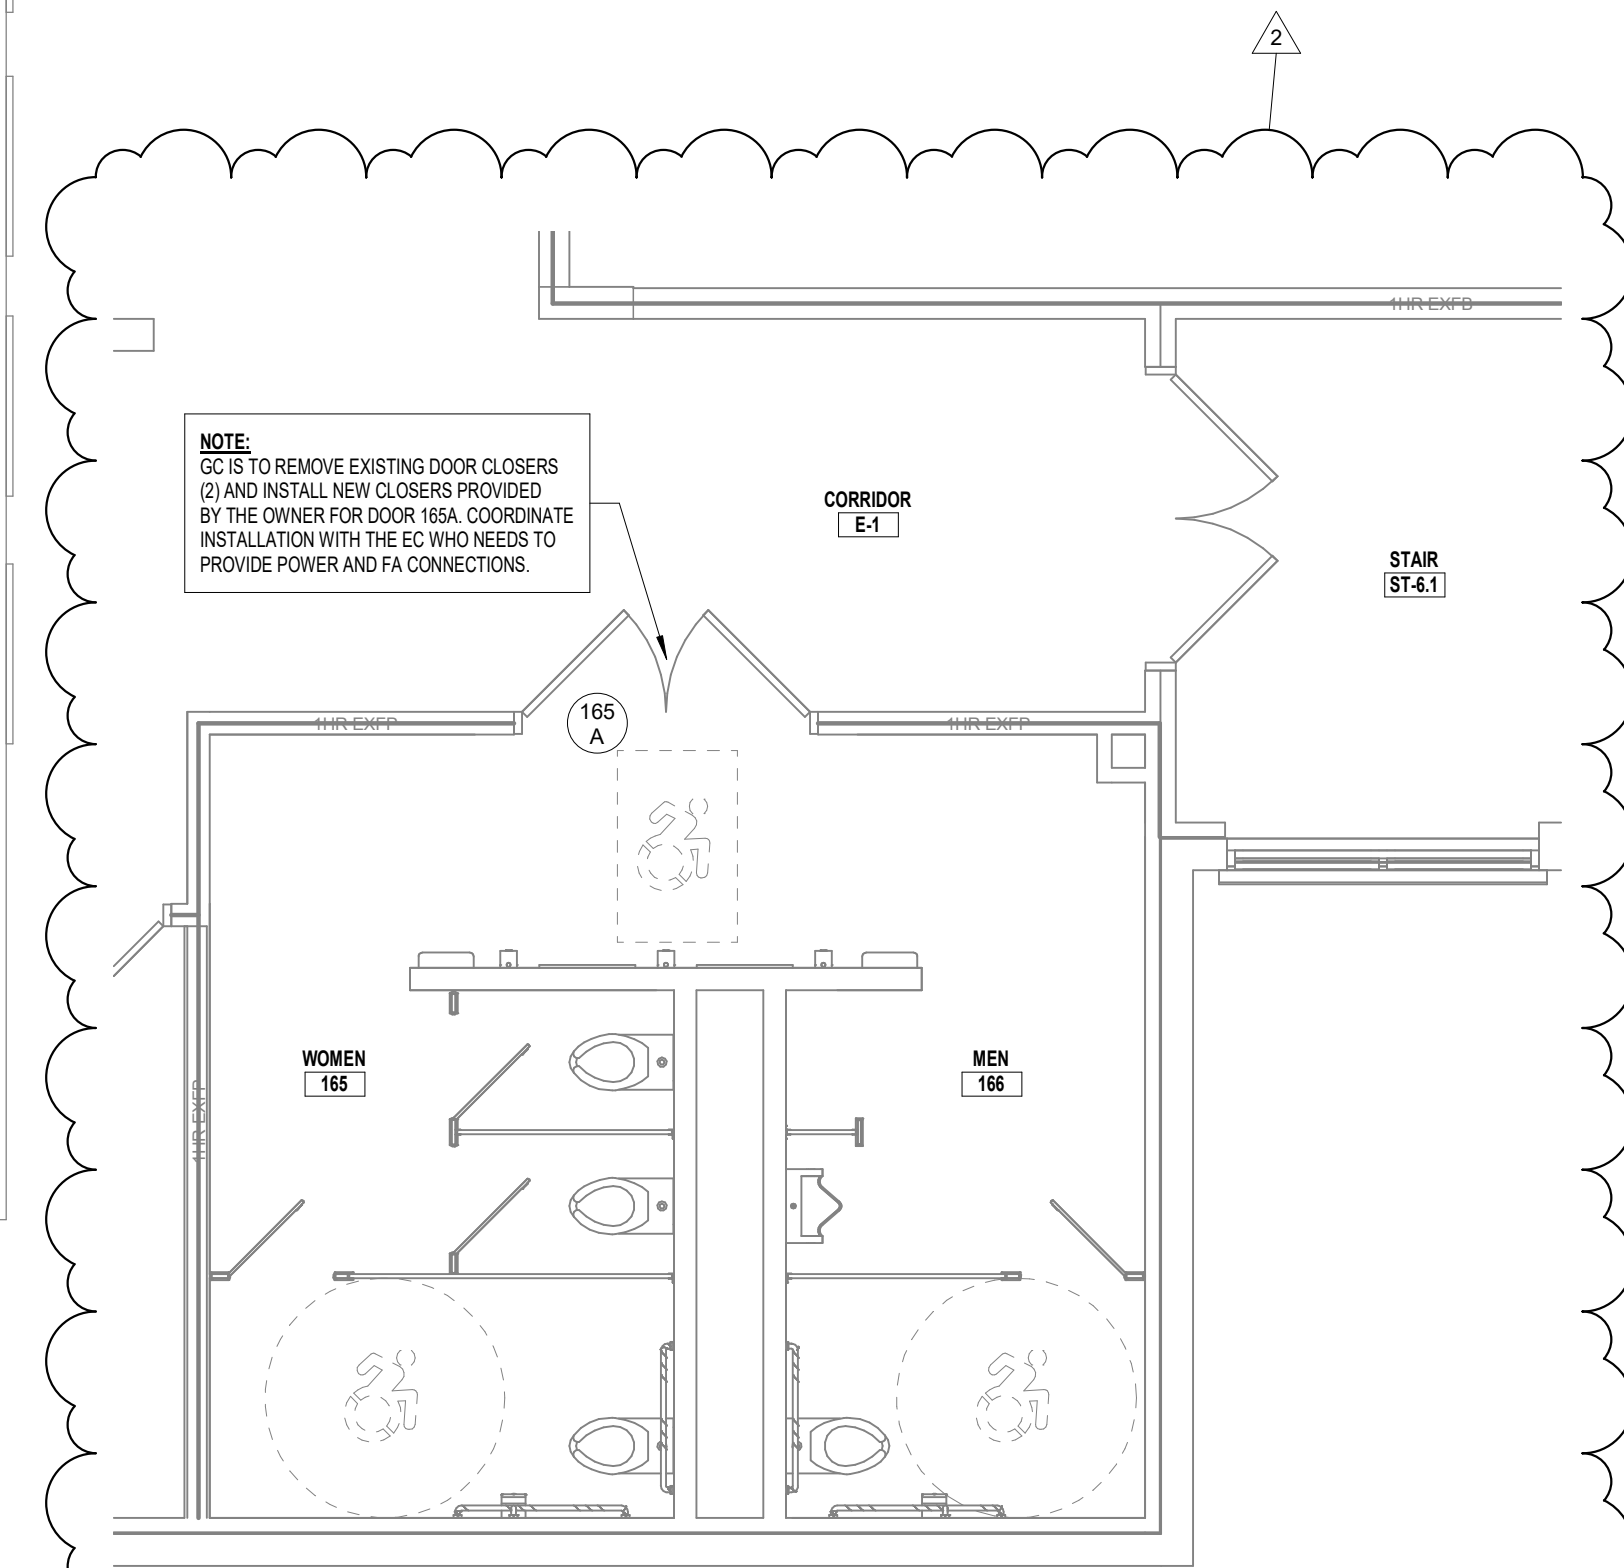 2
1HR EXFB
NOTE:
GC IS TO REMOVE EXISTING DOOR CLOSERS
(2) AND INSTALL NEW CLOSERS PROVIDED
BY THE OWNER FOR DOOR 165A. COORDINATE
INSTALLATION WITH THE EC WHO NEEDS TO
PROVIDE POWER AND FA CONNECTIONS.
CORRIDOR
E-1
STAIR
ST-6.1
165
A
1HR EXFP
1HR EXFP
WOMEN
165
MEN
166
1HR EXFP